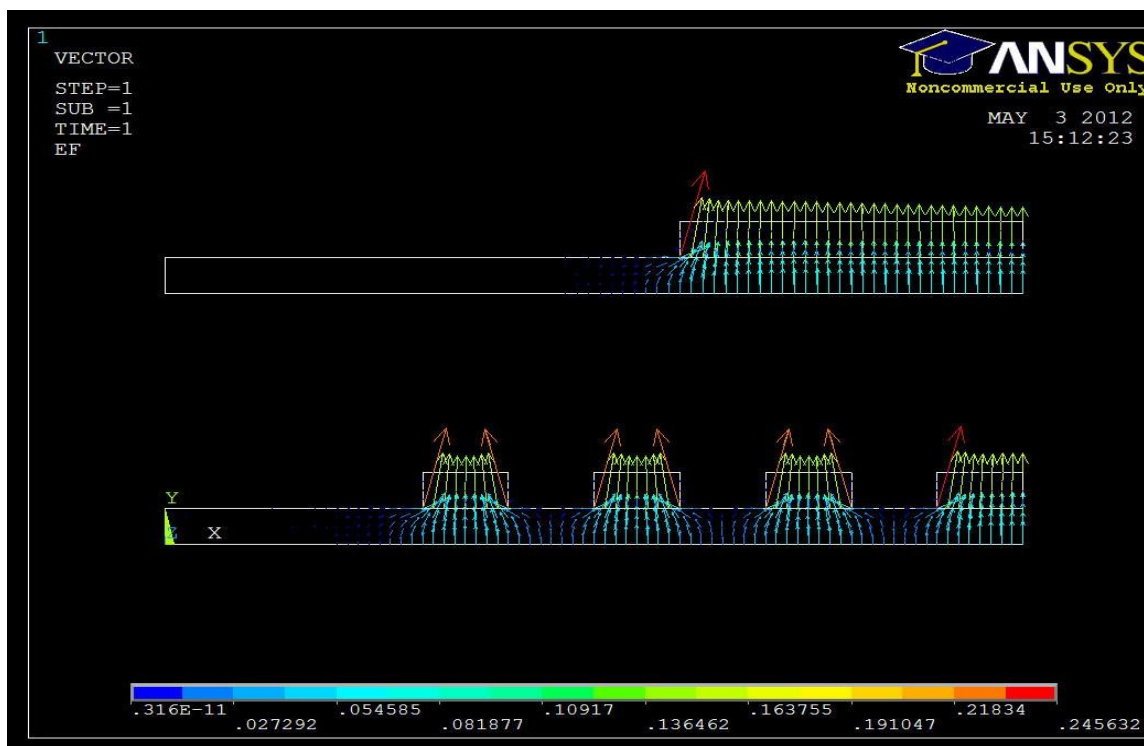 1
VECTOR
STEP=1
SUB =1
TIME=1
EF
ANSYS
Noncommercial Use Only
MAY  3 2012
15:12:23
Y
Z X
.316E-11 .054585 .10917 .163755 .21834
.027292 .081877 .136462 .191047 .245632